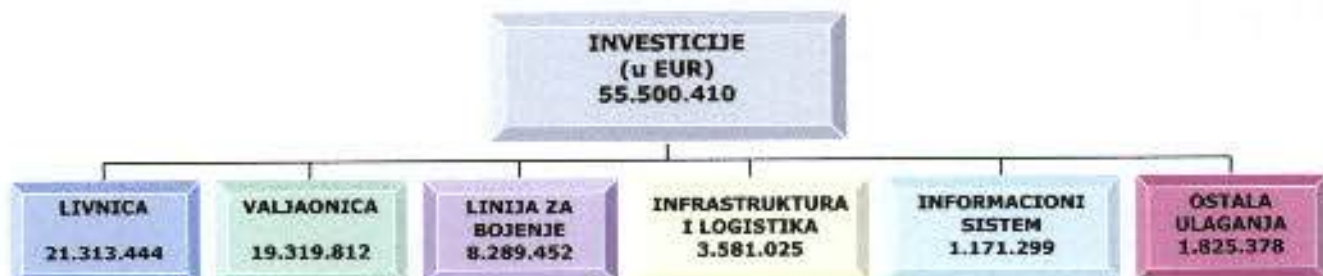 INVESTICIJE
(u EUR)
55.500.410
LIVNICA
21.313.444
VALJAONICA
19.319.812
LINIJA ZA
BOJENJE
8.289.452
INFRASTRUKTURA
I LOGISTIKA
3.581.025
INFORMACIONI
SISTEM
1.171.299
OSTALA
ULAGANJA
1.825.378